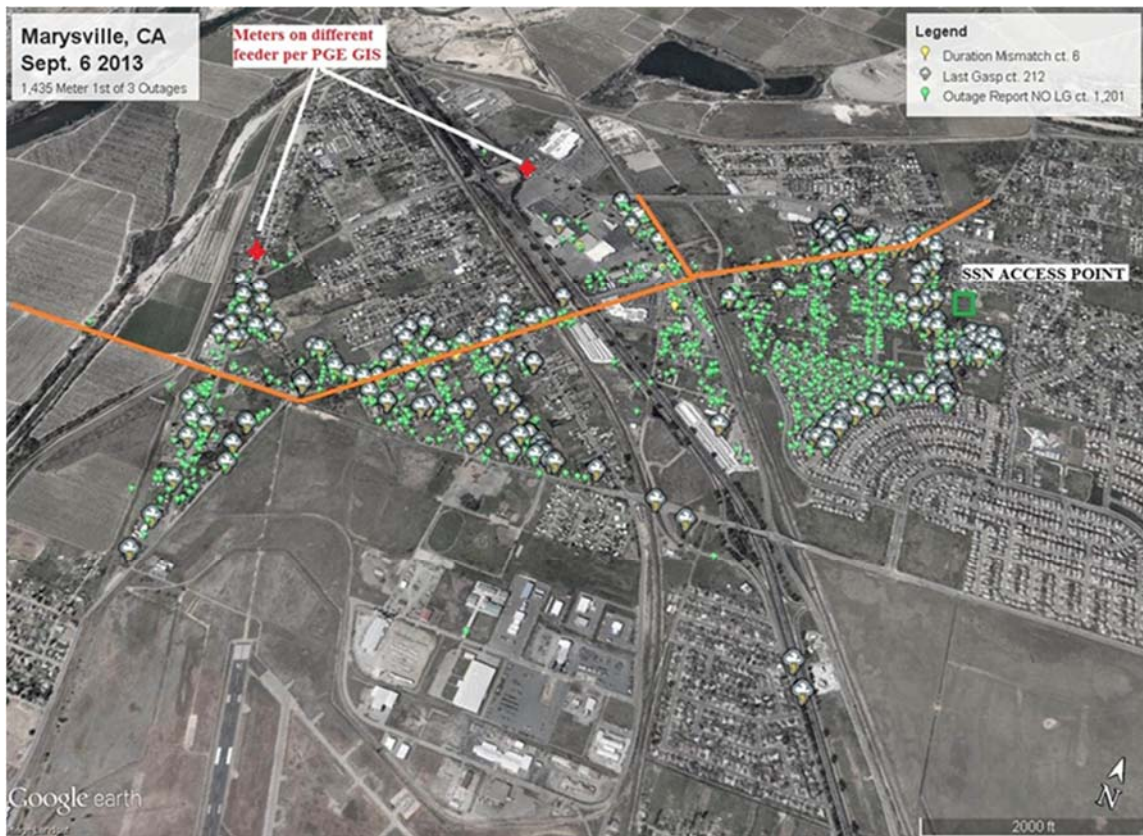 Marysville, CA
Sept. 6 2013
1,435 Meter 1st of 3 Outages
Meters on different
feeder per PGE GIS
Legend
Duration Mismatch ct. 6
Last Gasp ct. 212
Outage Report NO LG ct. 1,201
SSN ACCESS POINT
Google earth
N
2000 ft